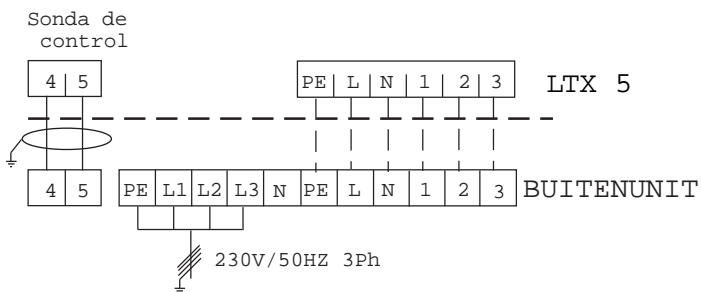 Sonda de
control
4 | 5
PE | L | N | 1 | 2 | 3
LTX 5
4 5
PE L1 L2 L3 N PE L N 1 2 3
BUITENUNIT
230V/50HZ 3Ph